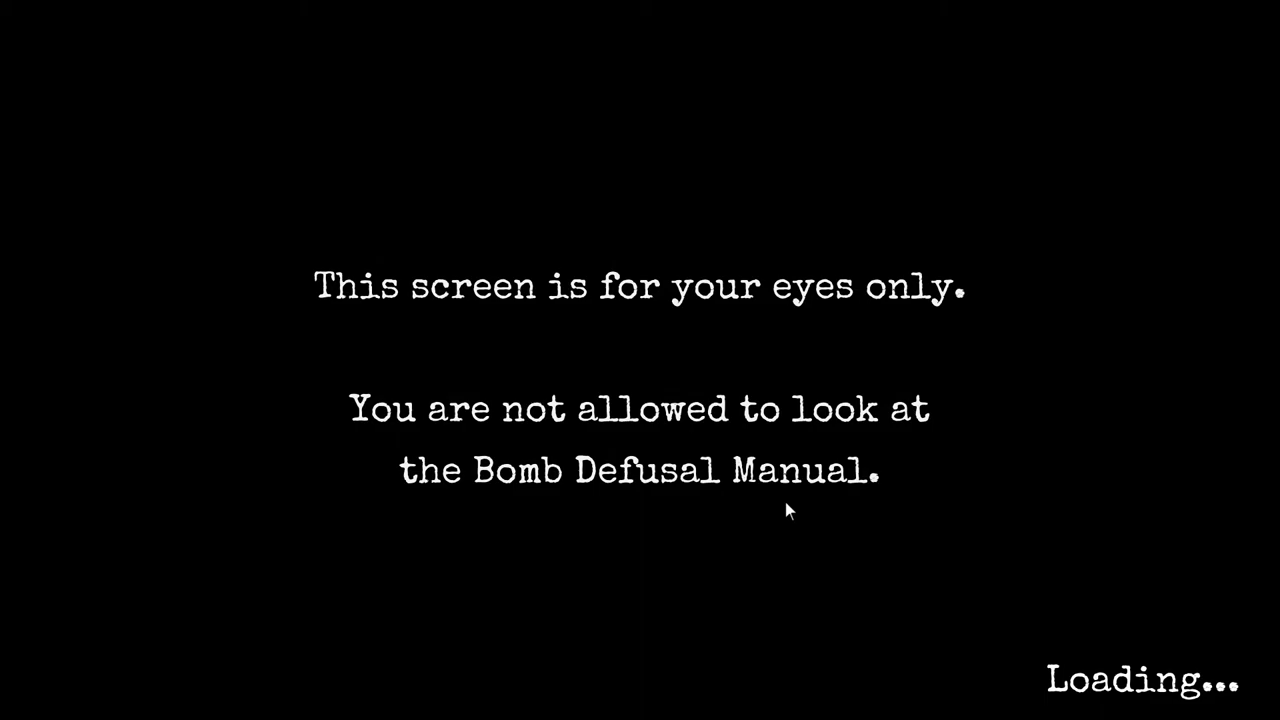 This screen is for your eyes only.
You are not allowed to look at
the Bomb Defusal Manual.
Loading...